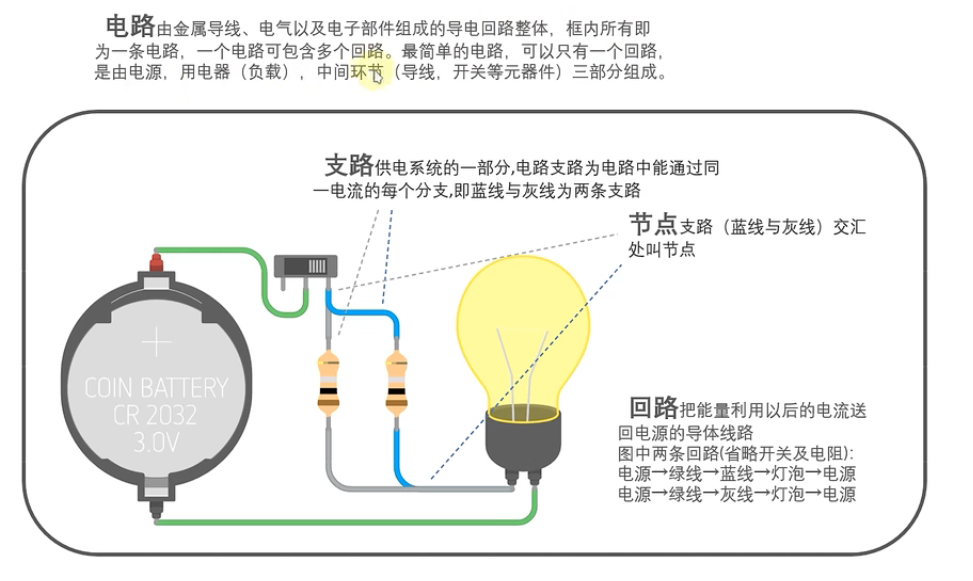 电路由金属导线、电气以及电子部件组成的导电回路整体，框内所有即
为一条电路，一个电路可包含多个回路。最简单的电路，可以只有一个回路，
是由电源，用电器（负载），中间环节（导线，开关等元器件）三部分组成。
支路供电系统的一部分,电路支路为电路中能通过同
一电流的每个分支,即蓝线与灰线为两条支路
节点支路（蓝线与灰线）交汇
处叫节点
COIN BATTERY
CR 2032
3.0V
回路把能量利用以后的电流送
回电源的导体线路
图中两条回路(省略开关及电阻):
电源→绿线→蓝线→灯泡→电源
电源→绿线→灰线→灯泡→电源